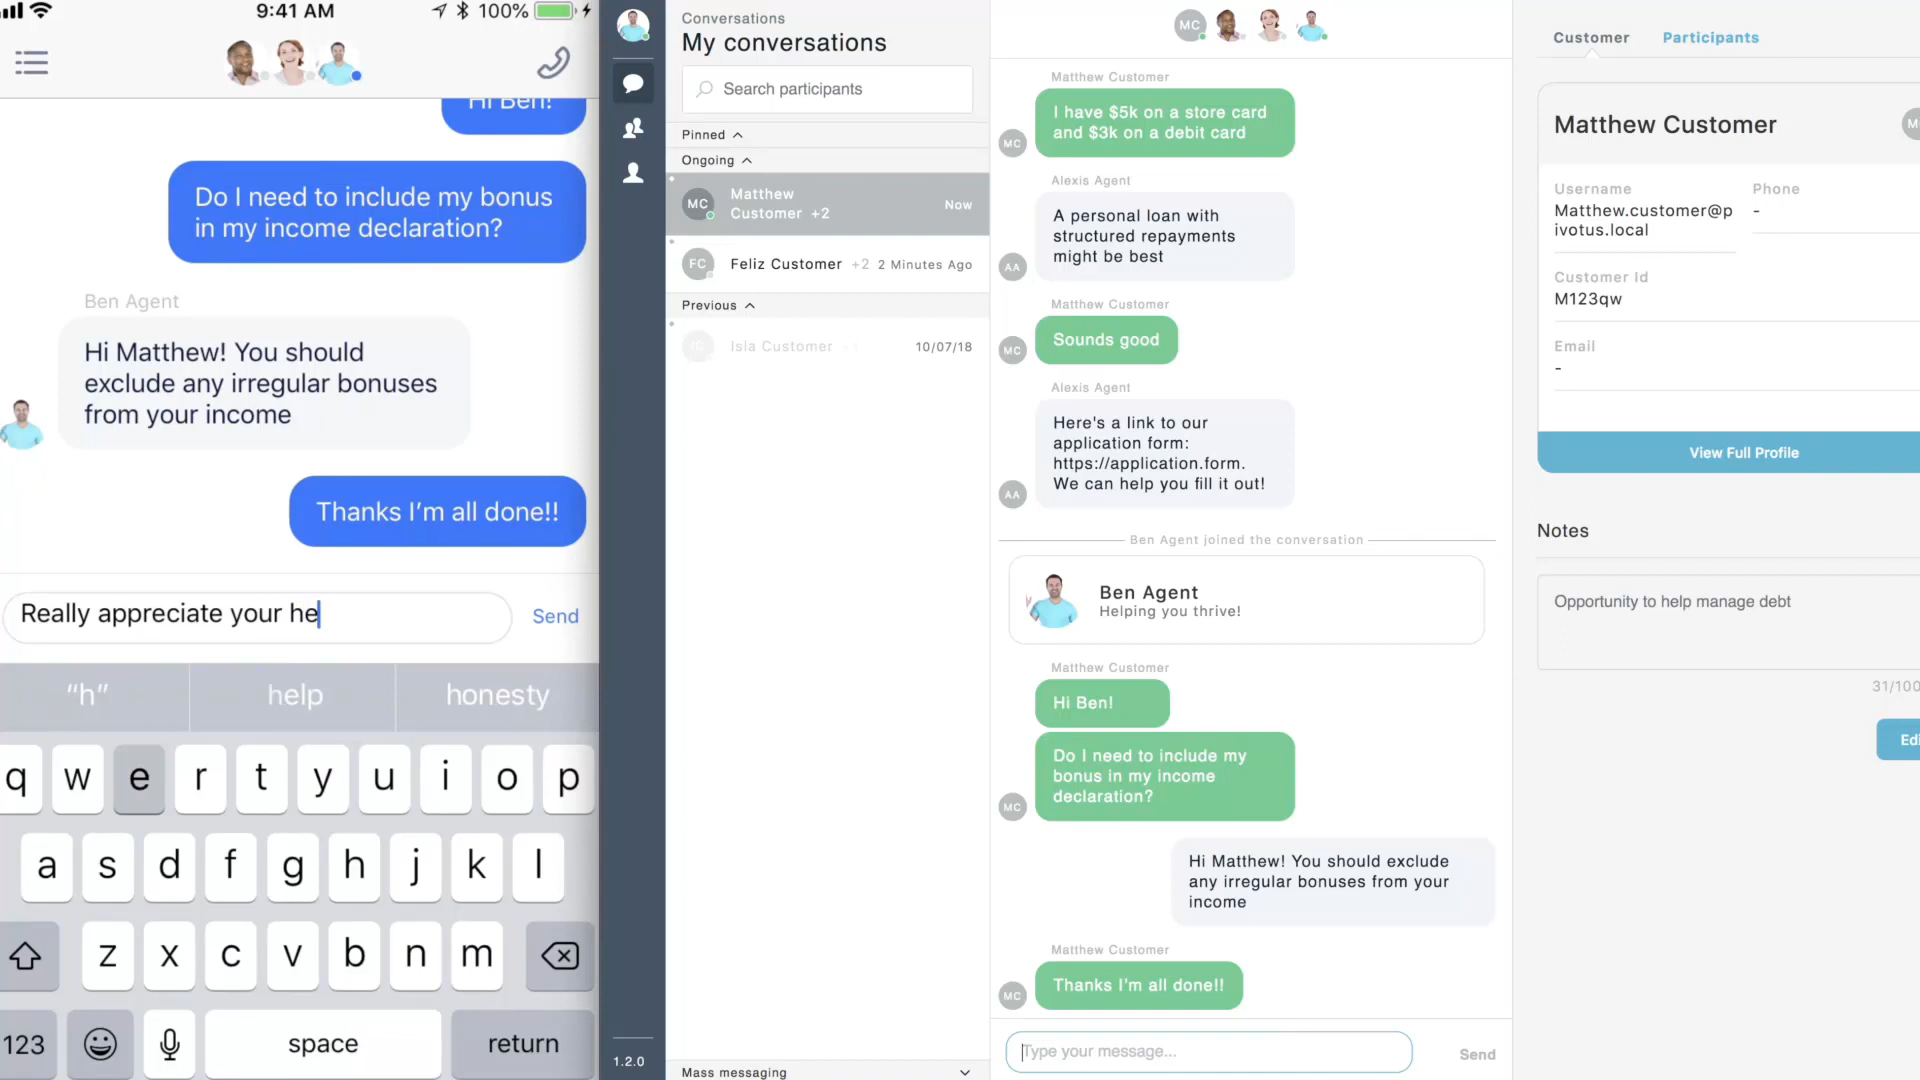 9:41 AM
100%
Hi Ben!
Do I need to include my bonus
in my income declaration?
Ben Agent
Hi Matthew! You should
exclude any irregular bonuses
from your income
Thanks I'm all done!!
Really appreciate your he
Send
“h”
help
honesty
q w e r t y u i o p
a s d f g h j k l
z x c v b n m
123
space
return
1.2.0
Conversations
My conversations
Search participants
Pinned
Ongoing
MC
Matthew
Customer +2
Now
FC
Feliz Customer +2
2 Minutes Ago
Previous
IC
Isla Customer
10/07/18
Mass messaging
MC
Matthew Customer
I have $5k on a store card
and $3k on a debit card
MC
Alexis Agent
A personal loan with
structured repayments
might be best
AA
Matthew Customer
Sounds good
MC
Alexis Agent
Here's a link to our
application form:
https://application.form.
We can help you fill it out!
AA
Ben Agent joined the conversation
Ben Agent
Helping you thrive!
Matthew Customer
Hi Ben!
Do I need to include my
bonus in my income
declaration?
MC
Hi Matthew! You should exclude
any irregular bonuses from your
income
Matthew Customer
Thanks I'm all done!!
MC
Type your message...
Send
Customer
Participants
Matthew Customer
M
Username
Matthew.customer@p
ivotus.local
Phone
-
Customer Id
M123qw
Email
-
View Full Profile
Notes
Opportunity to help manage debt
31/100
Edi